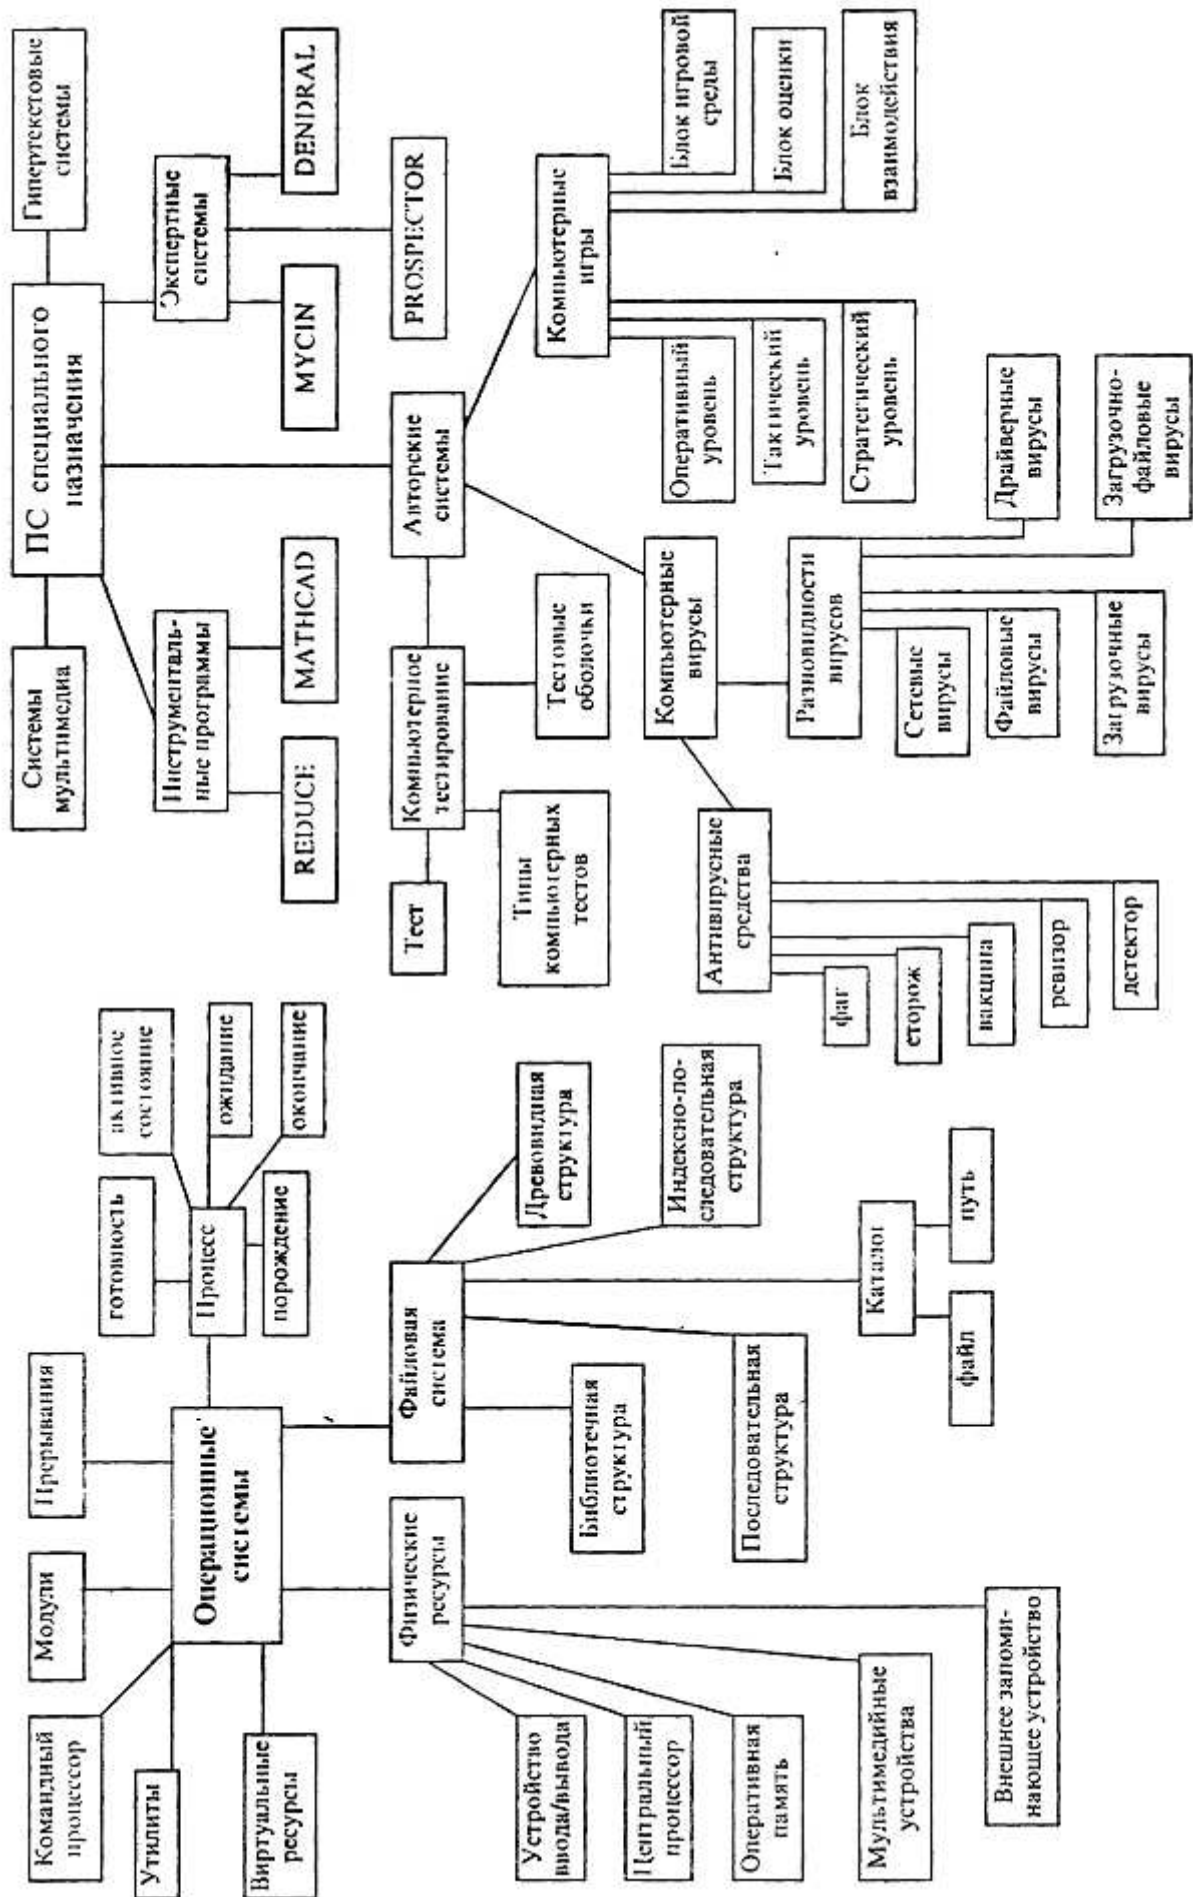 Командный
процессор
Модули
Прерывания
Утилиты
Виртуальные
ресурсы
Операционные
системы
готовность
активное
состояние
Процесс
ожидание
порождение
окончание
Физические
ресурсы
Файловая
система
Устройство
ввода/вывода
Центральный
процессор
Оперативная
память
Мультимедийные
устройства
Внешнее запоми-
нающее устройство
Библиотечная
структура
Древовидная
структура
Последовательная
структура
Индексно-по-
следовательная
структура
Каталог
файл
путь
Системы
мультимедиа
ПС специального
назначения
Гипертекстовые
системы
Инструменталь-
ные программы
Экспертные
системы
REDUCE
MATHCAD
MYCIN
DENDRAL
PROSPECTOR
Тест
Компьютерное
тестирование
Авторские
системы
Типы
компьютерных
тестов
Тестовые
оболочки
Компьютерные
игры
Компьютерные
вирусы
Оперативный
уровень
Тактический
уровень
Стратегический
уровень
Блок игровой
среды
Блок оценки
Блок
взаимодействия
Антивирусные
средства
фаг
сторож
вакцина
ревизор
детектор
Разновидности
вирусов
Сетевые
вирусы
Файловые
вирусы
Загрузочные
вирусы
Драйверные
вирусы
Загрузочно-
файловые
вирусы